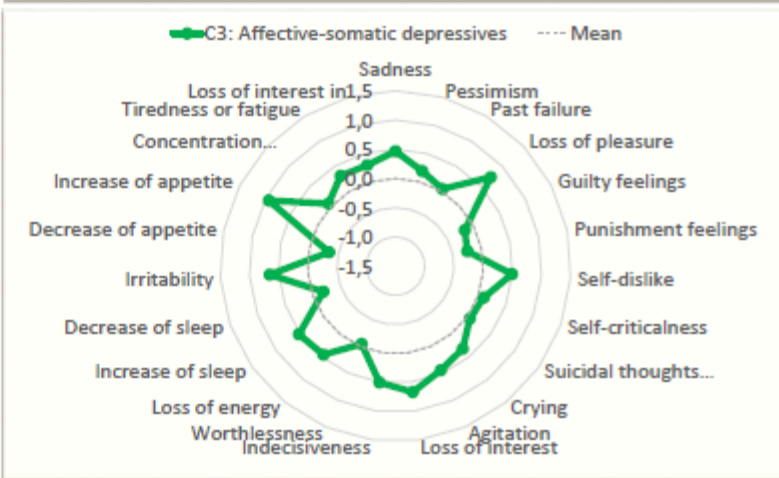 C3: Affective-somatic depressives
Mean
Sadness
Pessimism
Past failure
Loss of pleasure
Guilty feelings
Punishment feelings
Self-dislike
Self-criticalness
Suicidal thoughts...
Crying
Agitation
Loss of interest
Indecisiveness
Worthlessness
Loss of energy
Increase of sleep
Decrease of sleep
Irritability
Decrease of appetite
Increase of appetite
Concentration...
Tiredness or fatigue
Loss of interest in
1,5
1,0
0,5
0,0
-0,5
-1,0
-1,5